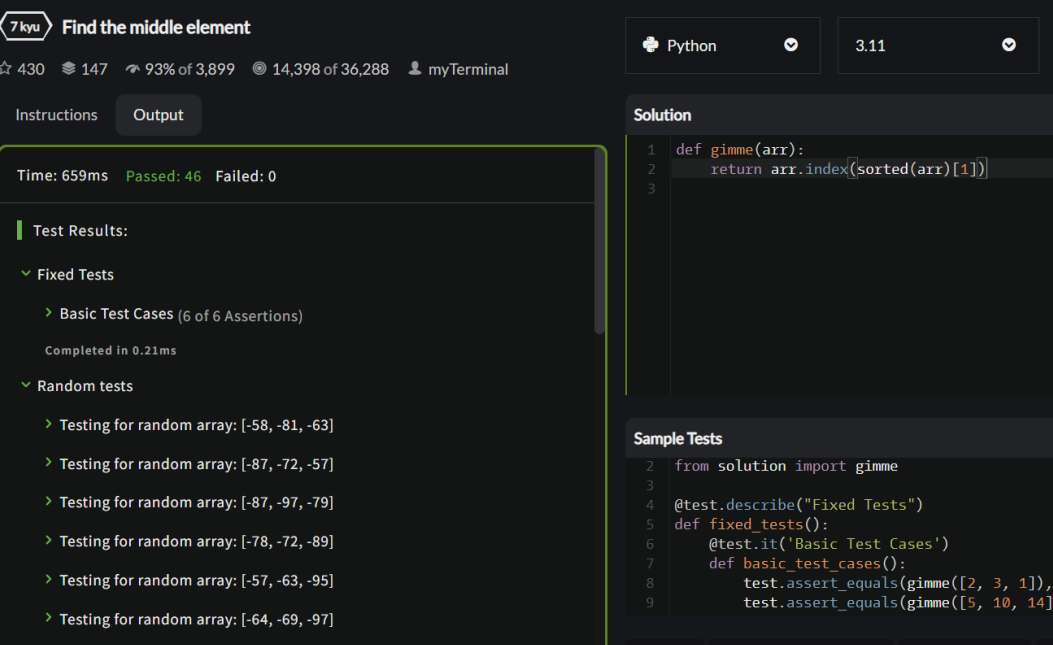 7 kyu Find the middle element
430 147 93% of 3,899 14,398 of 36,288 myTerminal
Instructions Output
Time: 659ms Passed: 46 Failed: 0
Test Results:
Fixed Tests
Basic Test Cases (6 of 6 Assertions)
Completed in 0.21ms
Random tests
Testing for random array: [-58, -81, -63]
Testing for random array: [-87, -72, -57]
Testing for random array: [-87, -97, -79]
Testing for random array: [-78, -72, -89]
Testing for random array: [-57, -63, -95]
Testing for random array: [-64, -69, -97]
Python 3.11
Solution
1 def gimme(arr):
2 return arr.index(sorted(arr)[1])
3
Sample Tests
2 from solution import gimme
3
4 @test.describe("Fixed Tests")
5 def fixed_tests():
6 @test.it('Basic Test Cases')
7 def basic_test_cases():
8 test.assert_equals(gimme([2, 3, 1]),
9 test.assert_equals(gimme([5, 10, 14]